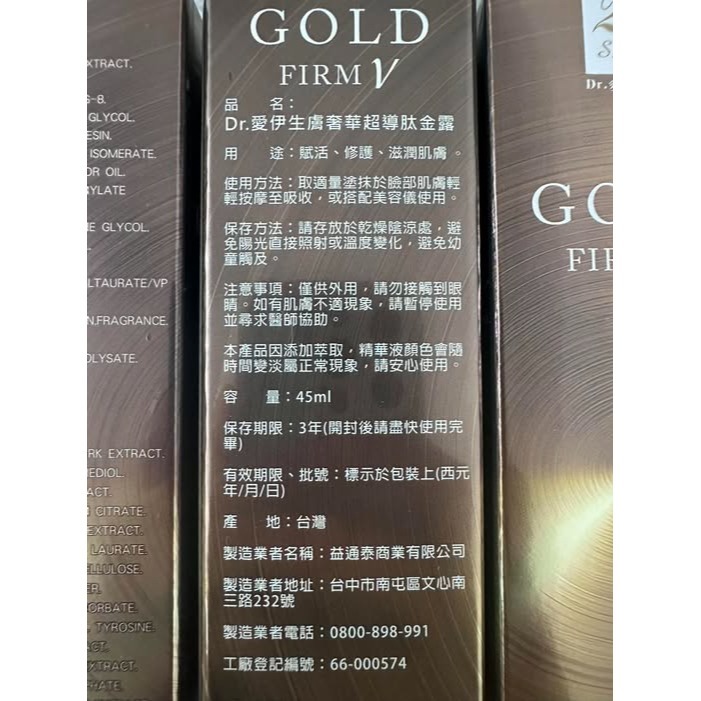 XTRACT.
GLYCOL.
ESIN.
ISOMERATE.
OR OIL.
RYLATE
GLYCOL.
LTAURATE/VP
N,FRAGRANCE.
OLYSATE.
RK EXTRACT.
EDIOL.
ACT.
CITRATE.
EXTRACT.
LAURATE.
ELLULOSE.
ER.
ORBATE.
TYROSINE.
XTRACT.
GOLD
FIRM V
品 名：
Dr.愛伊生膚奢華超導肽金露
用 途：賦活、修護、滋潤肌膚。
使用方法：取適量塗抹於臉部肌膚輕
輕按摩至吸收，或搭配美容儀使用。
保存方法：請存放於乾燥陰涼處，避
免陽光直接照射或溫度變化，避免幼
童觸及。
注意事項：僅供外用，請勿接觸到眼
睛。如有肌膚不適現象，請暫停使用
並尋求醫師協助。
本產品因添加萃取，精華液顏色會隨
時間變淡屬正常現象，請安心使用。
容 量：45ml
保存期限：3年(開封後請盡快使用完
畢)
有效期限、批號：標示於包裝上(西元
年/月/日)
產 地：台灣
製造業者名稱：益通泰商業有限公司
製造業者地址：台中市南屯區文心南
三路232號
製造業者電話：0800-898-991
工廠登記編號：66-000574
Dr.
GO
FIR